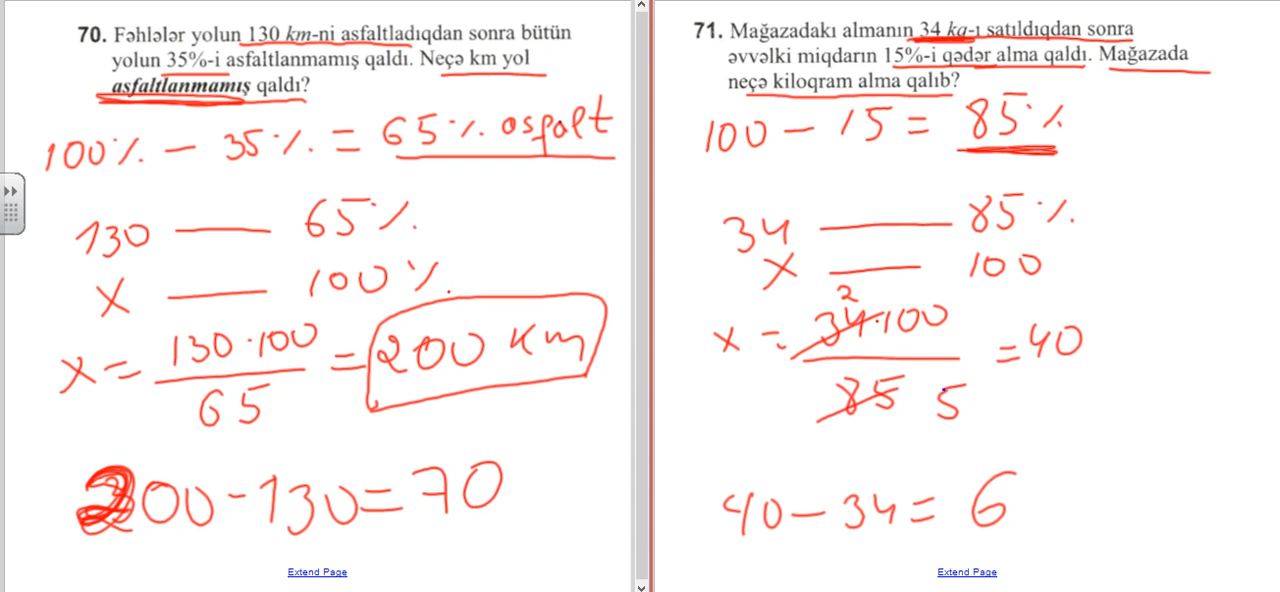 70. Fəhlələr yolun 130 km-ni asfaltladıqdan sonra bütün
yolun 35%-i asfaltlanmamış qaldı. Neçə km yol
asfaltlanmamış qaldı?
100% - 35% = 65% asfalt
130 — 65%
x — 100%
x = 130·100 / 65 = 200 km
200-130=70
Extend Page
71. Mağazadakı almanın 34 kq-ı satıldıqdan sonra
əvvəlki miqdarın 15%-i qədər alma qaldı. Mağazada
neçə kiloqram alma qalıb?
100 - 15 = 85%
34 — 85%
x — 100
2
x = 34·100 / 85 5 = 40
40-34=6
Extend Page